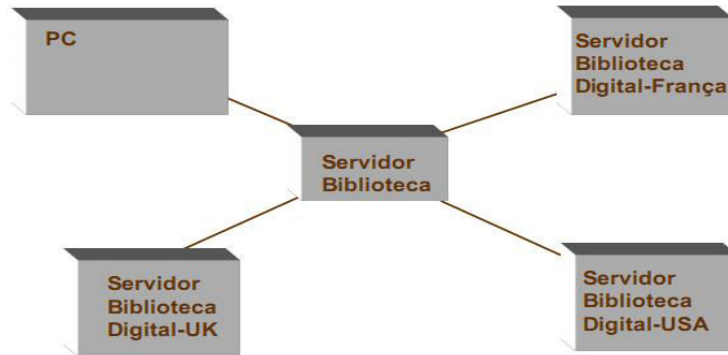 PC
Servidor
Biblioteca
Digital-França
Servidor
Biblioteca
Servidor
Biblioteca
Digital-UK
Servidor
Biblioteca
Digital-USA